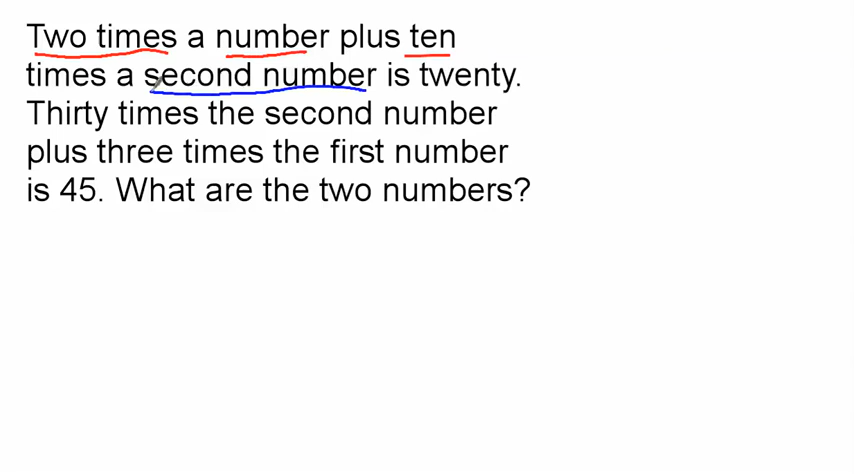 Two times a number plus ten
times a second number is twenty.
Thirty times the second number
plus three times the first number
is 45. What are the two numbers?